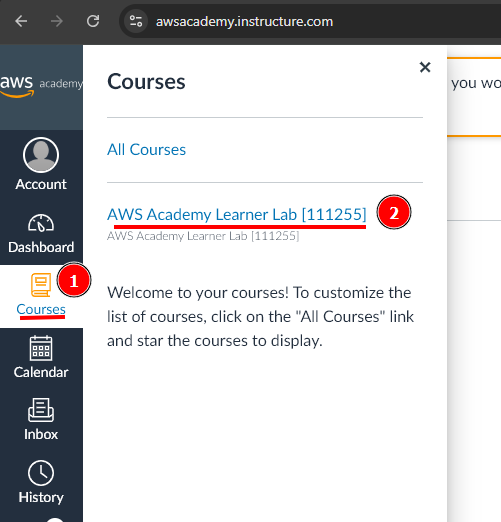 awsacademy.instructure.com
aws academy
Courses
you wo
All Courses
Account
AWS Academy Learner Lab [111255]
2
AWS Academy Learner Lab [111255]
Dashboard
1
Courses
Welcome to your courses! To customize the
list of courses, click on the "All Courses" link
and star the courses to display.
Calendar
Inbox
History